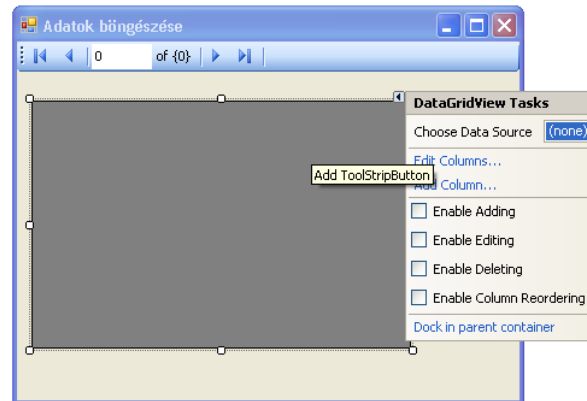 Adatok böngészése
0 of {0}
DataGridView Tasks
Choose Data Source (none)
Edit Columns...
Add ToolStripButton
Add Column...
Enable Adding
Enable Editing
Enable Deleting
Enable Column Reordering
Dock in parent container